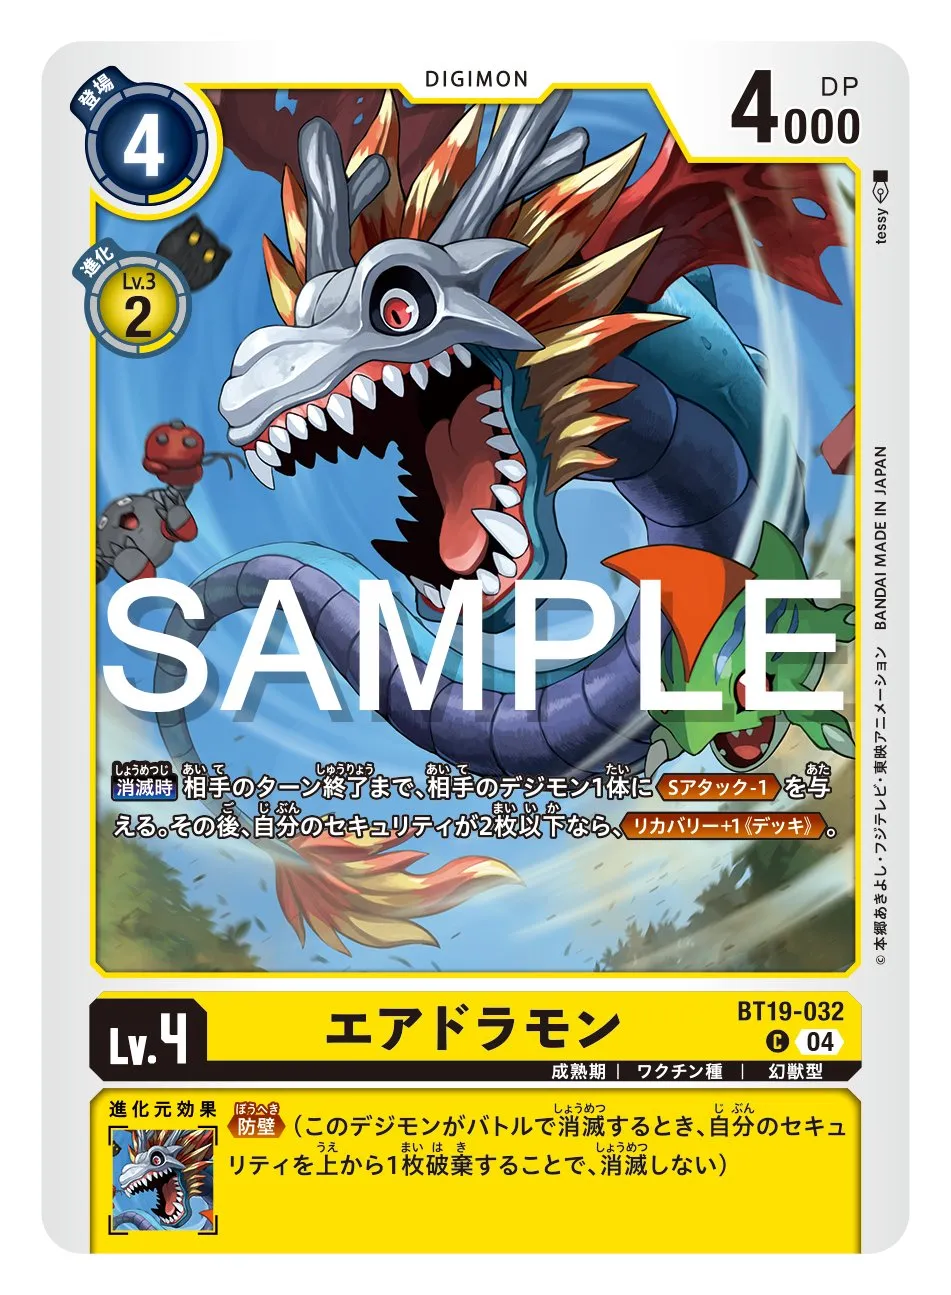 DIGIMON
登場
4
4000
DP
進化
Lv.3
2
tessy
SAMPLE
消滅時 相手のターン終了まで、相手のデジモン1体に Sアタック-1 を与
える。その後、自分のセキュリティが2枚以下なら、リカバリー+1《デッキ》。
©本郷あきよし・フジテレビ・東映アニメーション BANDAI MADE IN JAPAN
Lv.4
エアドラモン
BT19-032
C 04
成熟期 | ワクチン種 | 幻獣型
進化元効果
防壁 (このデジモンがバトルで消滅するとき、自分のセキュ
リティを上から1枚破棄することで、消滅しない)